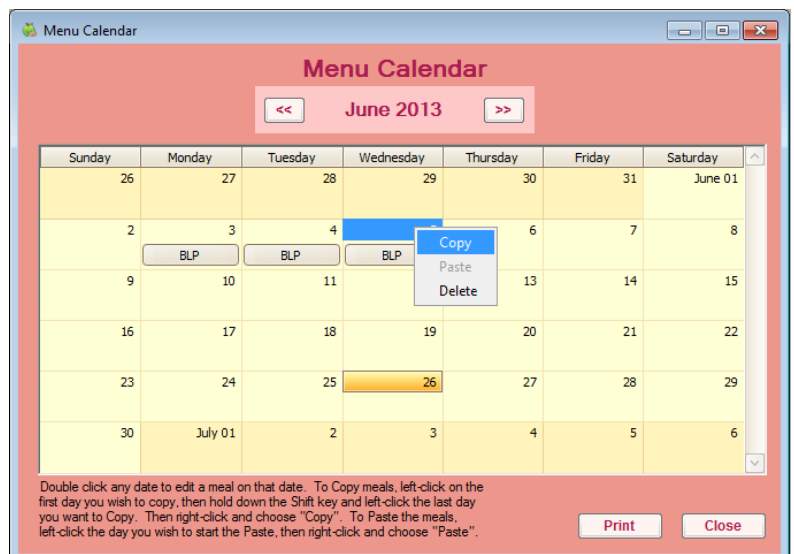 Menu Calendar
Menu Calendar
<< June 2013 >>
Sunday Monday Tuesday Wednesday Thursday Friday Saturday
26 27 28 29 30 31 June 01
2 3 4 6 7 8
BLP BLP BLP
Copy
Paste
Delete
9 10 11 13 14 15
16 17 18 19 20 21 22
23 24 25 26 27 28 29
30 July 01 2 3 4 5 6
Double click any date to edit a meal on that date. To Copy meals, left-click on the
first day you wish to copy, then hold down the Shift key and left-click the last day
you want to Copy. Then right-click and choose "Copy". To Paste the meals,
left-click the day you wish to start the Paste, then right-click and choose "Paste".
Print Close